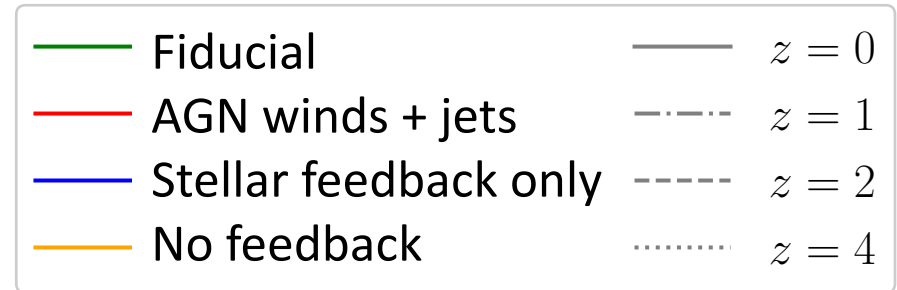 Fiducial z = 0
AGN winds + jets z = 1
Stellar feedback only z = 2
No feedback z = 4